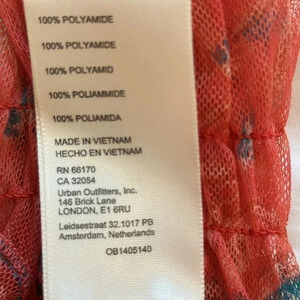 100% POLYAMIDE
100% POLYAMIDE
100% POLYAMID
100% POLIAMMIDE
100% POLIAMIDA
MADE IN VIETNAM
HECHO EN VIETNAM
RN 66170
CA 32054
Urban Outfitters, Inc.
146 Brick Lane
LONDON, E1 6RU
Leidsestraat 32.1017 PB
Amsterdam, Netherlands
OB1405140